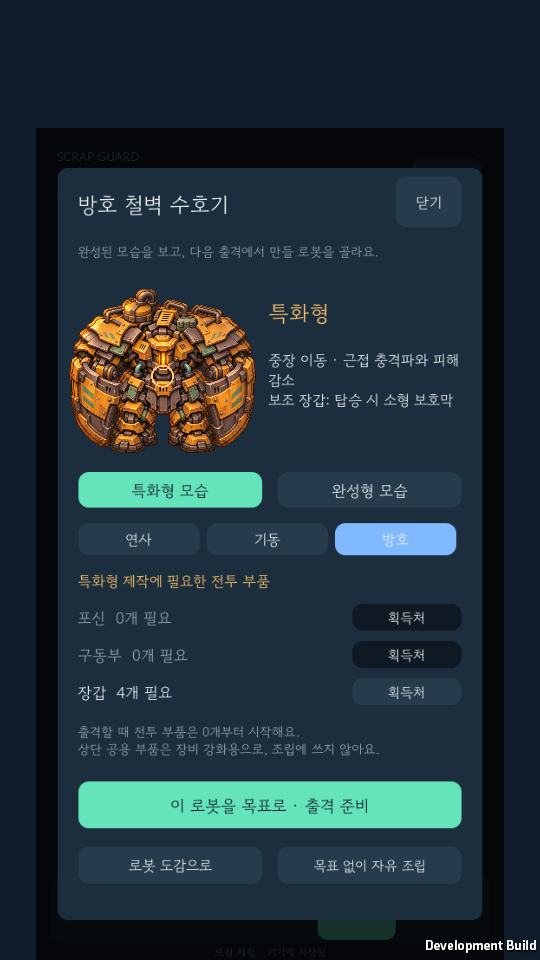 SCRAP GUARD
방호 철벽 수호기
닫기
완성된 모습을 보고, 다음 출격에서 만들 로봇을 골라요.
특화형
중장 이동 · 근접 충격파와 피해
감소
보조 장갑: 탑승 시 소형 보호막
특화형 모습
완성형 모습
연사
기동
방호
특화형 제작에 필요한 전투 부품
포신 0개 필요
획득처
구동부 0개 필요
획득처
장갑 4개 필요
획득처
출격할 때 전투 부품은 0개부터 시작해요.
상단 공용 부품은 장비 강화용으로, 조립에 쓰지 않아요.
이 로봇을 목표로 · 출격 준비
로봇 도감으로
목표 없이 자유 조립
Development Build